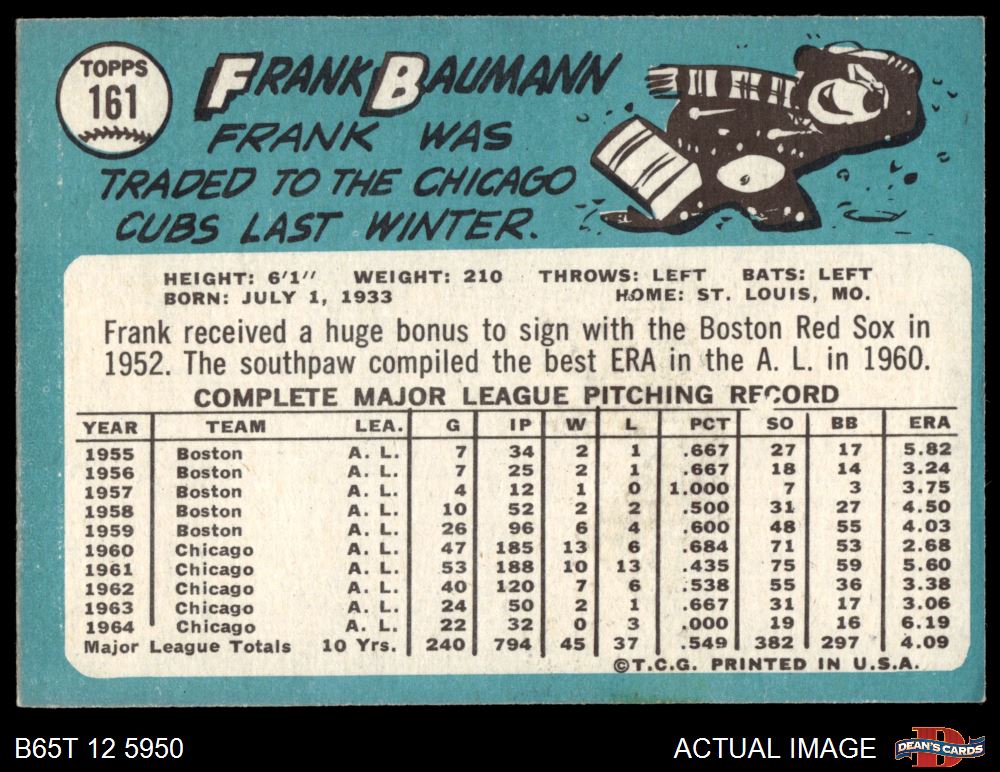 TOPPS
161
FRANK BAUMANN
FRANK WAS
TRADED TO THE CHICAGO
CUBS LAST WINTER.
HEIGHT: 6'1" WEIGHT: 210 THROWS: LEFT BATS: LEFT
BORN: JULY 1, 1933 HOME: ST. LOUIS, MO.
Frank received a huge bonus to sign with the Boston Red Sox in
1952. The southpaw compiled the best ERA in the A. L. in 1960.
COMPLETE MAJOR LEAGUE PITCHING RECORD
YEAR TEAM LEA. G IP W L PCT SO BB ERA
1955 Boston A. L. 7 34 2 1 .667 27 17 5.82
1956 Boston A. L. 7 25 2 1 .667 18 14 3.24
1957 Boston A. L. 4 12 1 0 1.000 7 3 3.75
1958 Boston A. L. 10 52 2 2 .500 31 27 4.50
1959 Boston A. L. 26 96 6 4 .600 48 55 4.03
1960 Chicago A. L. 47 185 13 6 .684 71 53 2.68
1961 Chicago A. L. 53 188 10 13 .435 75 59 5.60
1962 Chicago A. L. 40 120 7 6 .538 55 36 3.38
1963 Chicago A. L. 24 50 2 1 .667 31 17 3.06
1964 Chicago A. L. 22 32 0 3 .000 19 16 6.19
Major League Totals 10 Yrs. 240 794 45 37 .549 382 297 4.09
©T.C.G. PRINTED IN U.S.A.
B65T 12 5950 ACTUAL IMAGE D DEAN'S CARDS